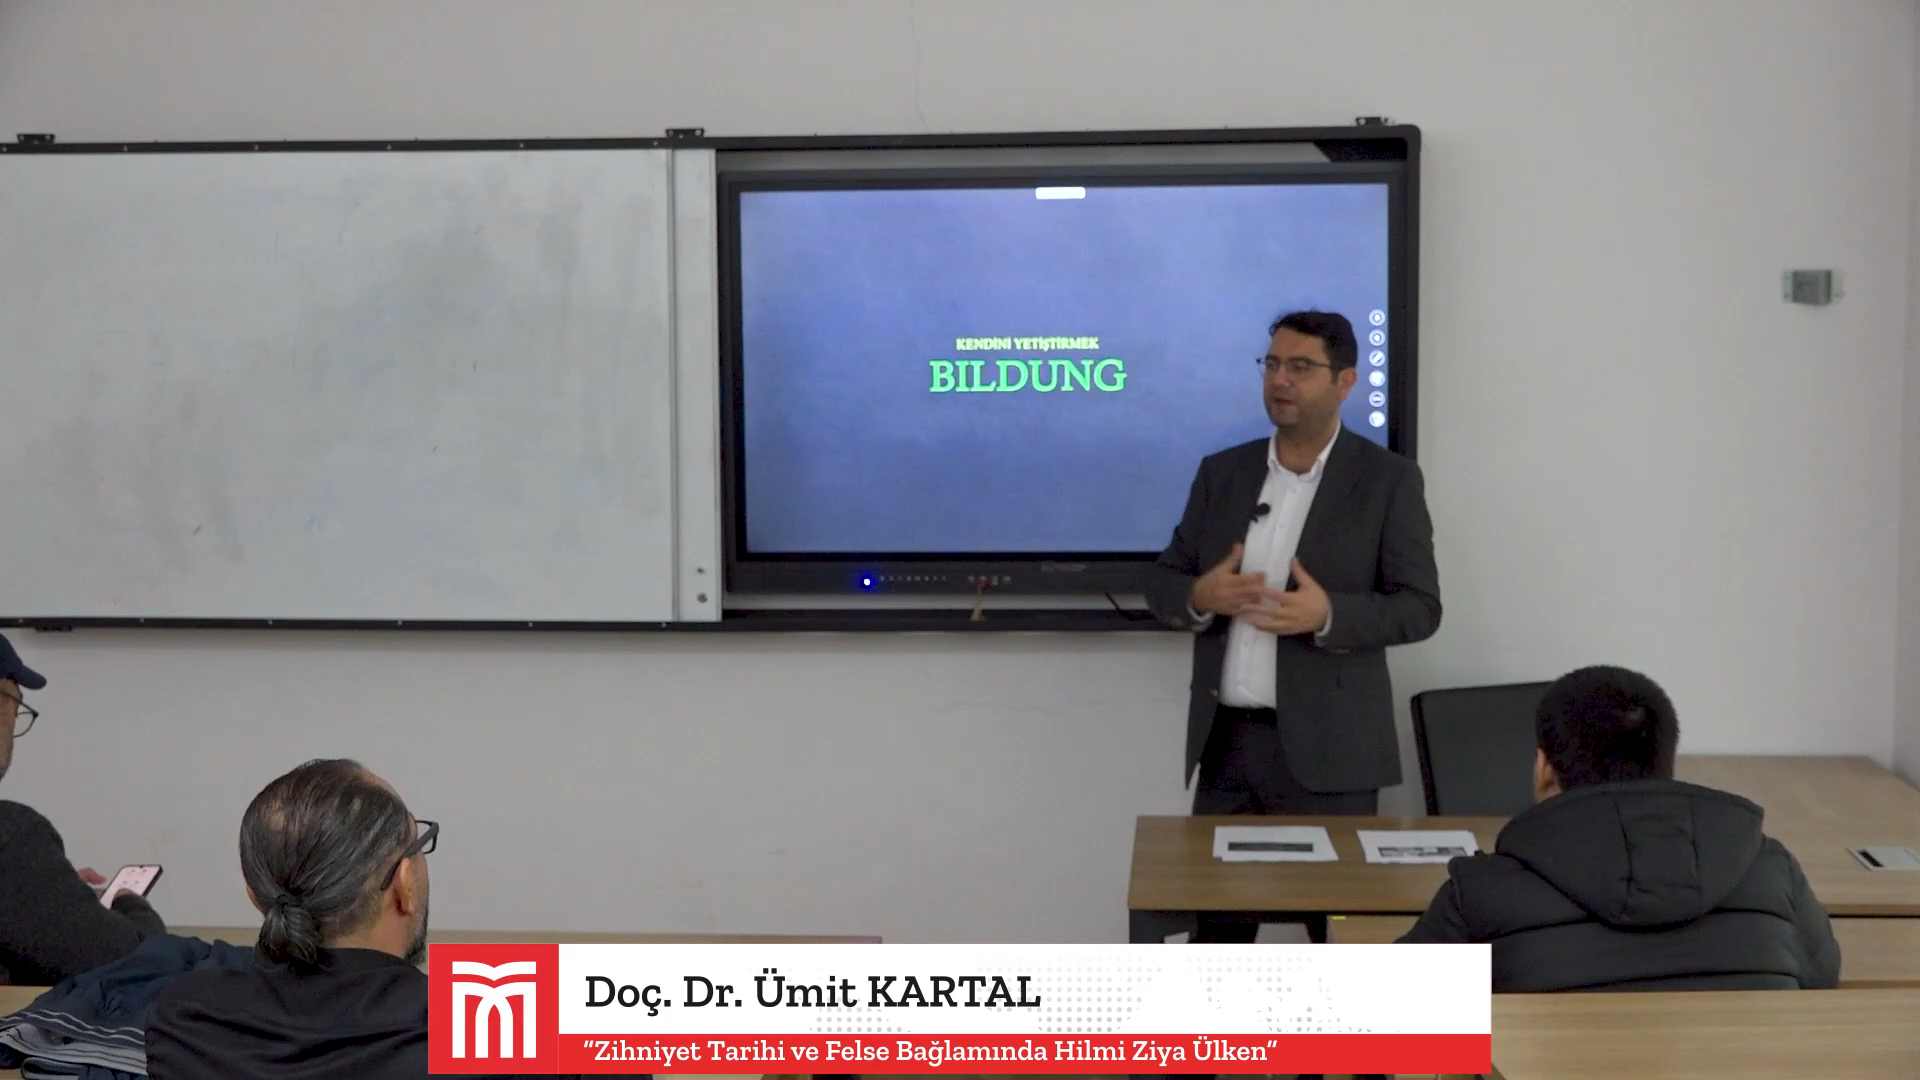 KENDİNİ YETİŞTİRMEK
BILDUNG
Doç. Dr. Ümit KARTAL
“Zihniyet Tarihi ve Felse Bağlamında Hilmi Ziya Ülken”